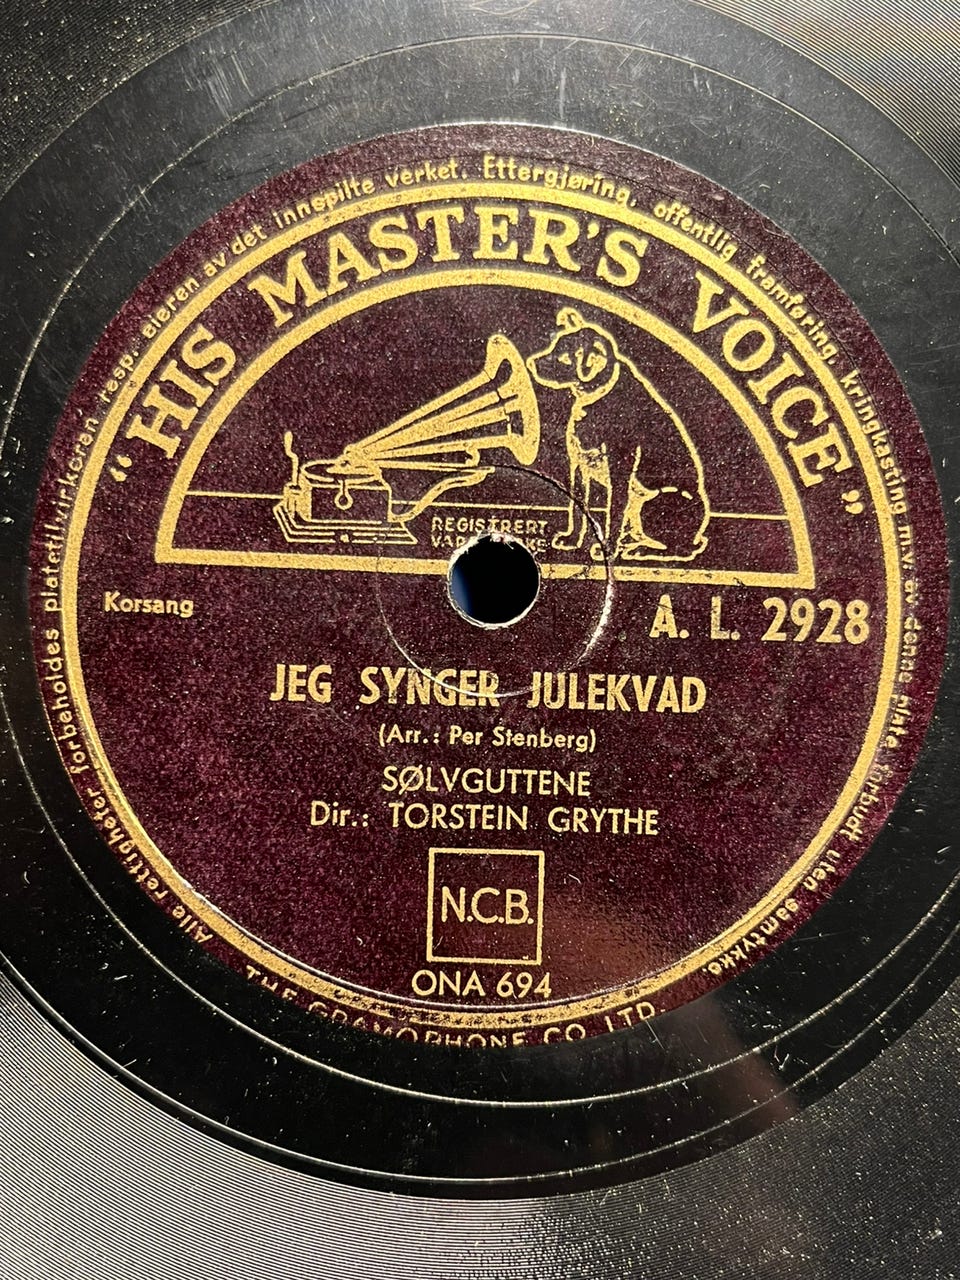 Alle rettigheter forbeholdes platetilvirkeren resp. eieren av det innspilte verket. Ettergjøring, offentlig framføring, kringkasting m.v. av denne plate forbudt uten samtykke.
"HIS MASTER'S VOICE"
REGISTRERT
Korsang
A. L. 2928
JEG SYNGER JULEKVAD
(Arr.: Per Stenberg)
SØLVGUTTENE
Dir.: TORSTEIN GRYTHE
N.C.B.
ONA 694
THE GRAMOPHONE CO. LTD.